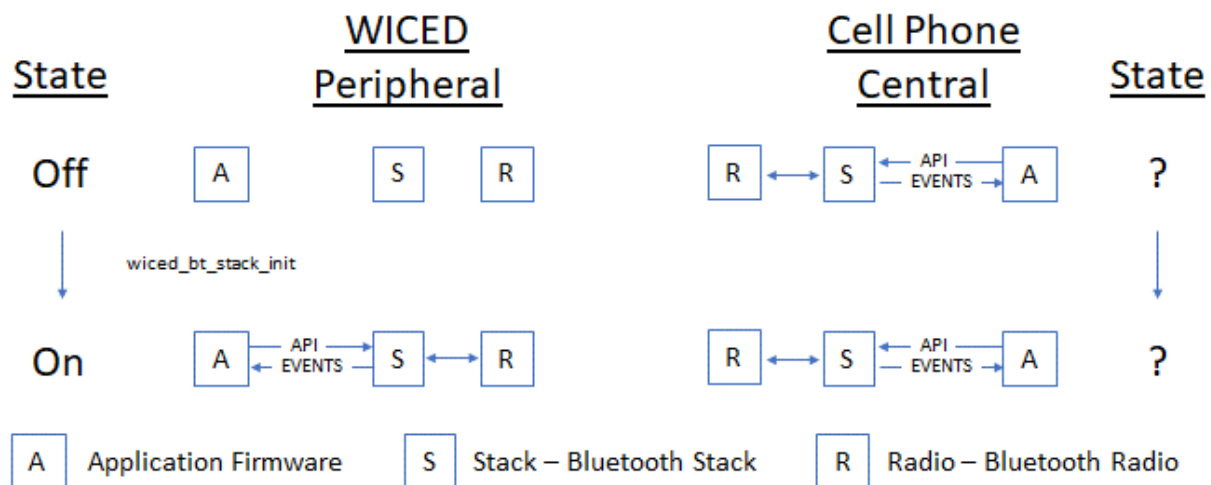 State
WICED
Peripheral
Cell Phone
Central
State
Off
A
S
R
R
S
API
EVENTS
A
?
wiced_bt_stack_init
On
A
API
EVENTS
S
R
R
S
API
EVENTS
A
?
A Application Firmware
S Stack – Bluetooth Stack
R Radio – Bluetooth Radio